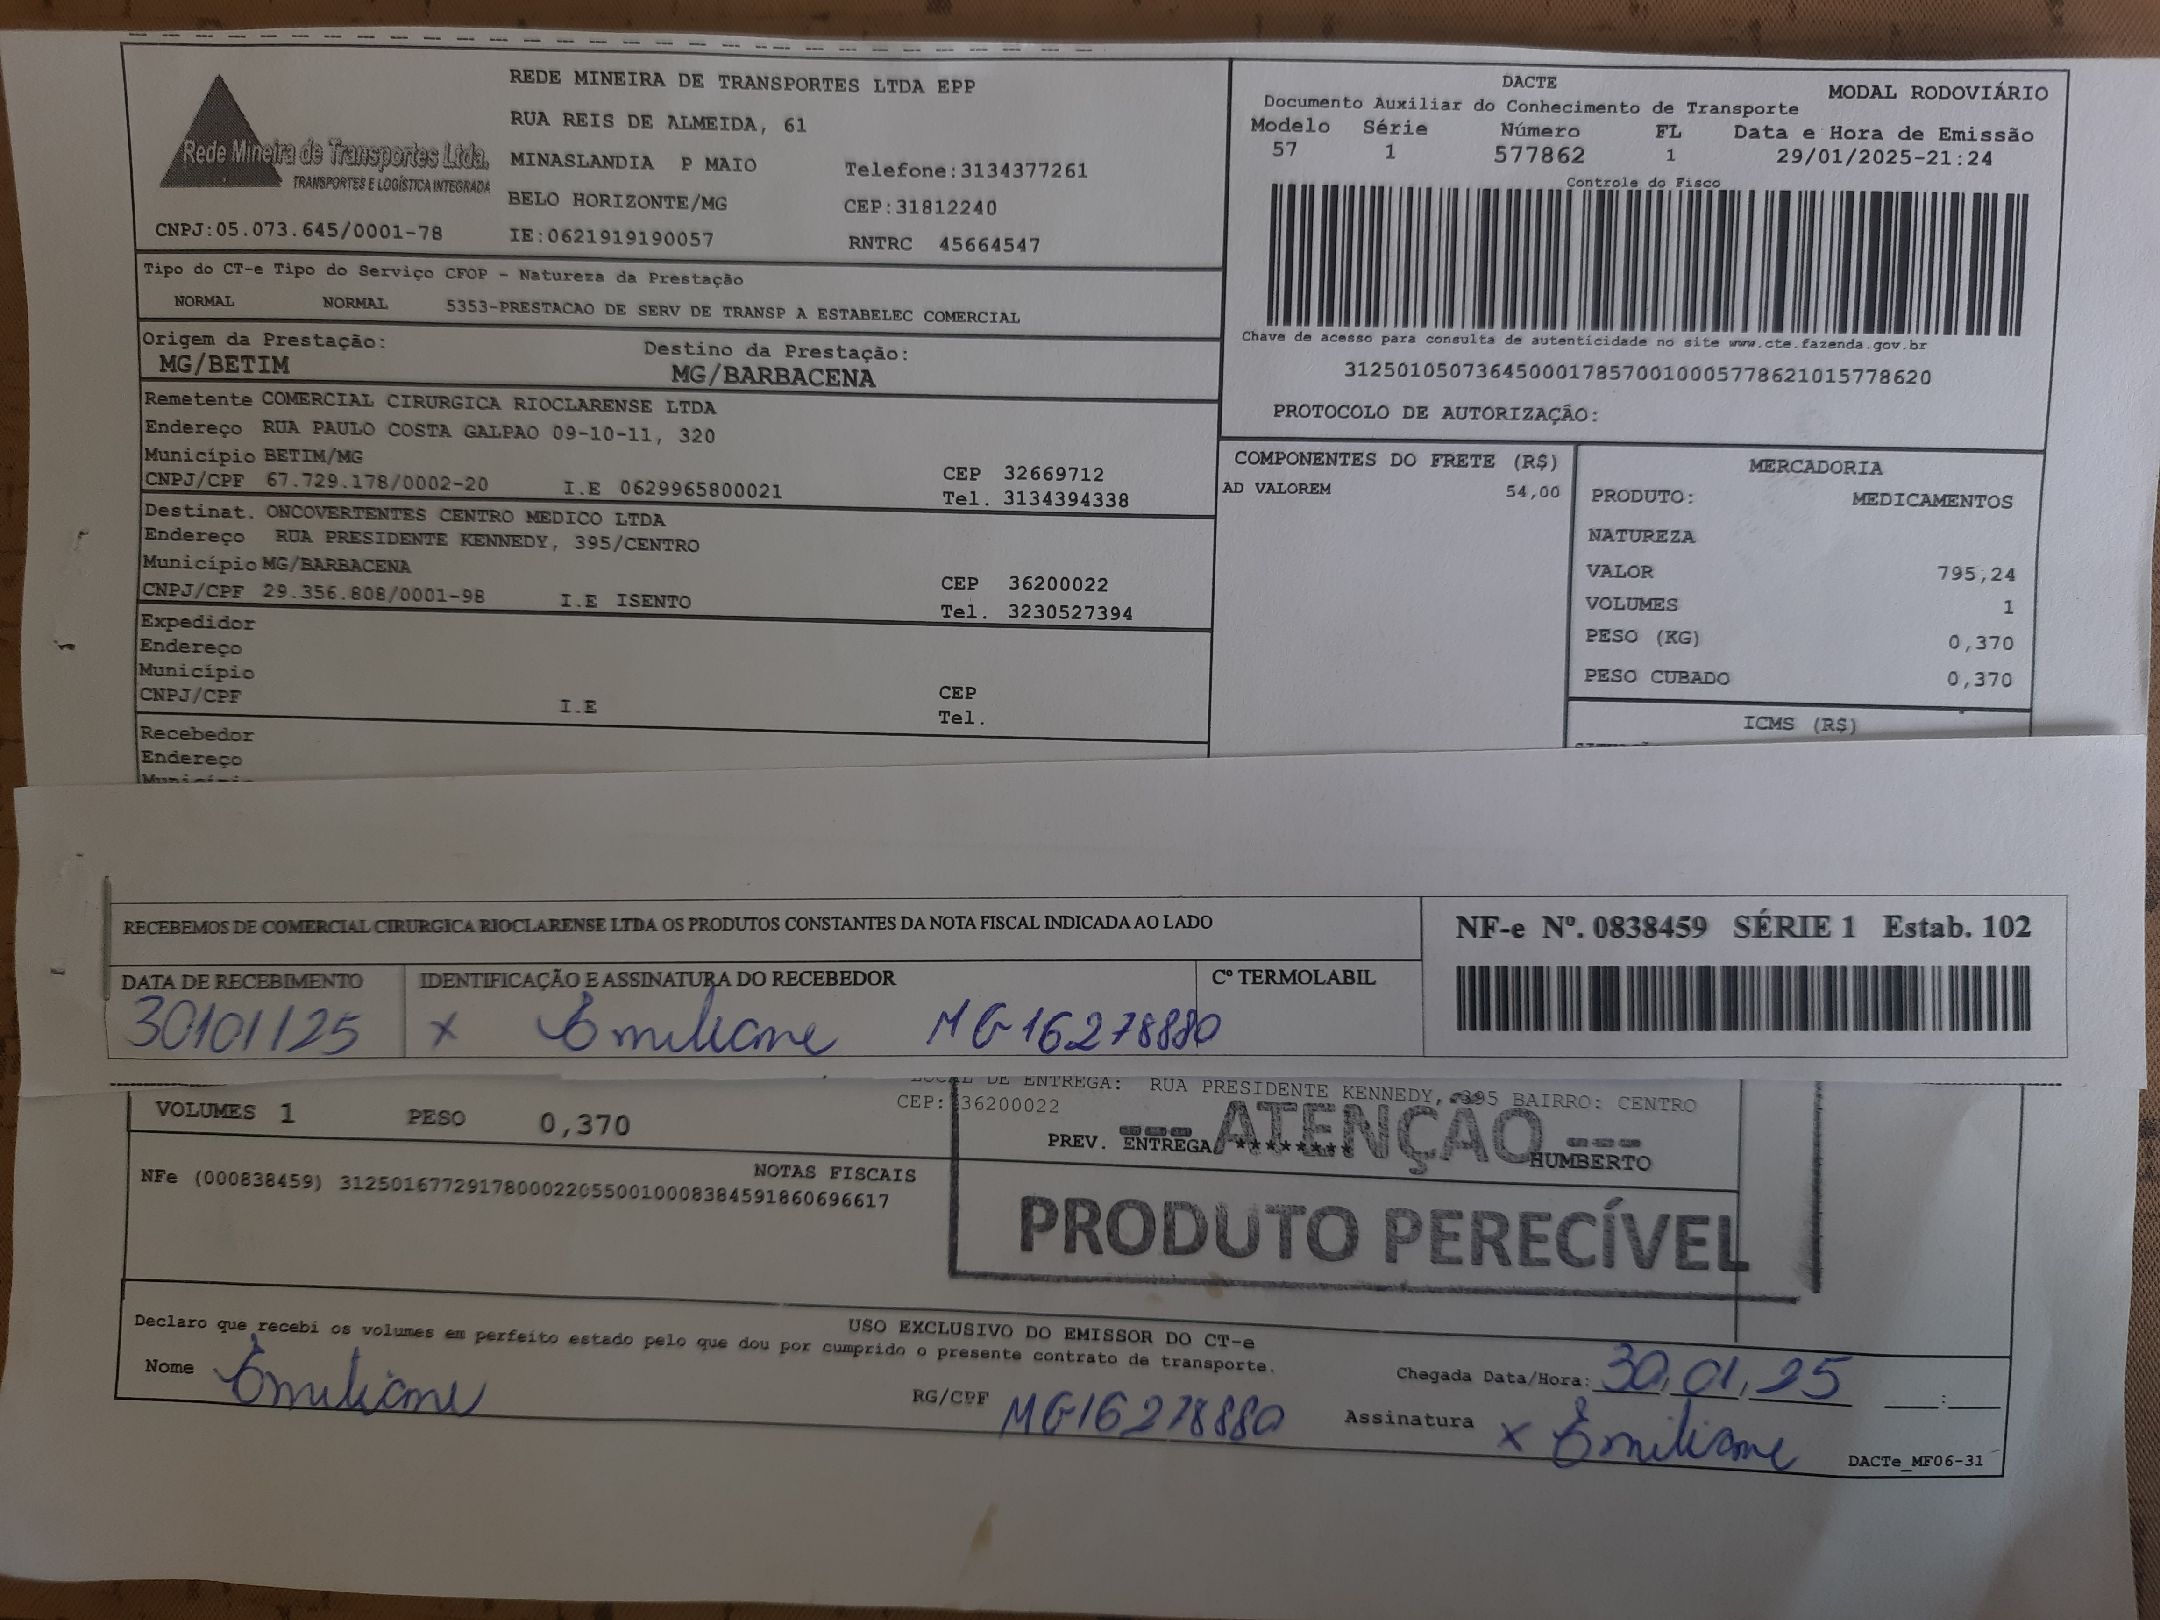 REDE MINEIRA DE TRANSPORTES LTDA EPP
RUA REIS DE ALMEIDA, 61
MINASLANDIA P MAIO Telefone:3134377261
BELO HORIZONTE/MG CEP:31812240
Rede Mineira de Transportes Ltda.
TRANSPORTES E LOGÍSTICA INTEGRADA
CNPJ:05.073.645/0001-78 IE:0621919190057 RNTRC 45664547
DACTE MODAL RODOVIÁRIO
Documento Auxiliar do Conhecimento de Transporte
Modelo Série Número FL Data e Hora de Emissão
57 1 577862 1 29/01/2025-21:24
Controle do Fisco
Chave de acesso para consulta de autenticidade no site www.cte.fazenda.gov.br
31250105073645000178570010005778621015778620
PROTOCOLO DE AUTORIZAÇÃO:
Tipo do CT-e Tipo do Serviço CFOP - Natureza da Prestação
NORMAL NORMAL 5353-PRESTACAO DE SERV DE TRANSP A ESTABELEC COMERCIAL
Origem da Prestação: Destino da Prestação:
MG/BETIM MG/BARBACENA
Remetente COMERCIAL CIRURGICA RIOCLARENSE LTDA
Endereço RUA PAULO COSTA GALPAO 09-10-11, 320
Município BETIM/MG CEP 32669712
CNPJ/CPF 67.729.178/0002-20 I.E 0629965800021 Tel. 3134394338
Destinat. ONCOVERTENTES CENTRO MEDICO LTDA
Endereço RUA PRESIDENTE KENNEDY, 395/CENTRO
Município MG/BARBACENA CEP 36200022
CNPJ/CPF 29.356.808/0001-98 I.E ISENTO Tel. 3230527394
Expedidor
Endereço
Município CEP
CNPJ/CPF I.E Tel.
Recebedor
Endereço
COMPONENTES DO FRETE (R$)
AD VALOREM 54,00
MERCADORIA
PRODUTO: MEDICAMENTOS
NATUREZA
VALOR 795,24
VOLUMES 1
PESO (KG) 0,370
PESO CUBADO 0,370
ICMS (R$)
RECEBEMOS DE COMERCIAL CIRURGICA RIOCLARENSE LTDA OS PRODUTOS CONSTANTES DA NOTA FISCAL INDICADA AO LADO
NF-e Nº. 0838459 SÉRIE 1 Estab. 102
DATA DE RECEBIMENTO IDENTIFICAÇÃO E ASSINATURA DO RECEBEDOR Cº TERMOLABIL
30/01/25 x Emiliane MG16278880
LOCAL DE ENTREGA: RUA PRESIDENTE KENNEDY, 395 BAIRRO: CENTRO
CEP: 36200022
VOLUMES 1 PESO 0,370
PREV. ENTREGA ******** HUMBERTO
--- ATENÇÃO ---
PRODUTO PERECÍVEL
NOTAS FISCAIS
NFe (000838459) 31250167729178000220550010008384591860696617
USO EXCLUSIVO DO EMISSOR DO CT-e
Declaro que recebi os volumes em perfeito estado pelo que dou por cumprido o presente contrato de transporte.
Nome Emiliane RG/CPF MG16278880 Chegada Data/Hora: 30,01,25 ___:___
Assinatura x Emiliane
DACTe_MF06-31